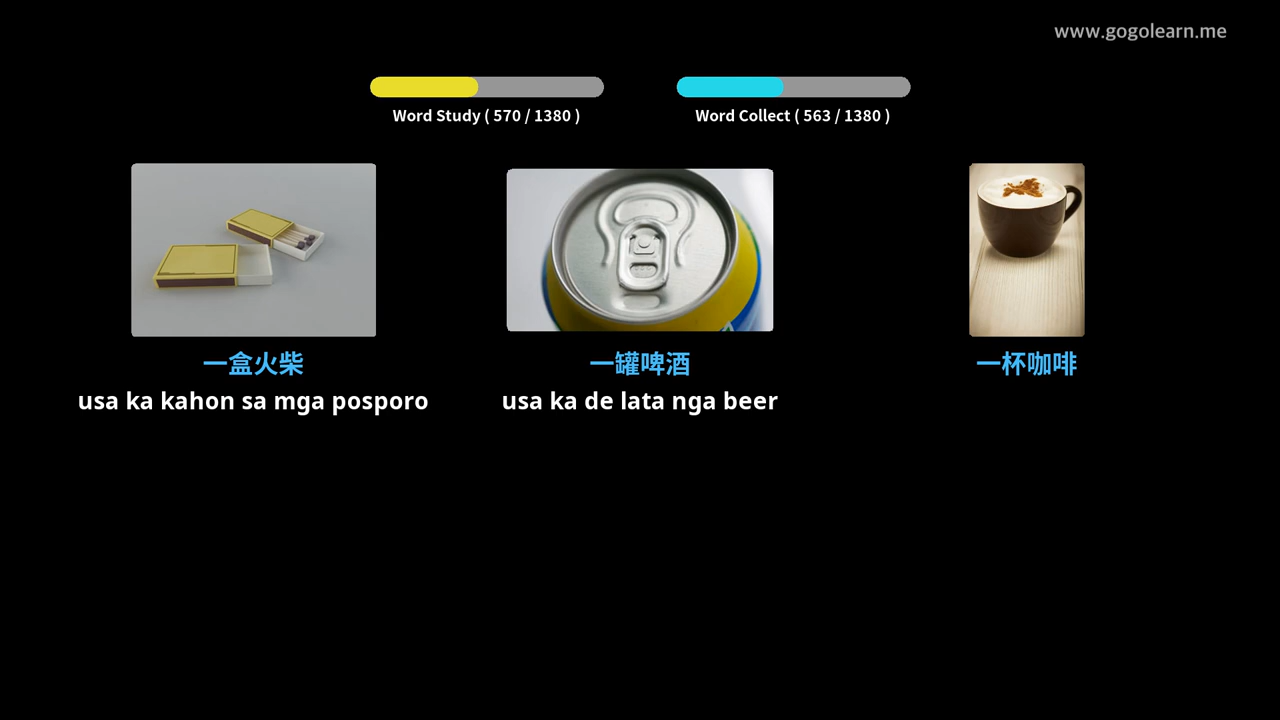 www.gogolearn.me
Word Study ( 570 / 1380 )
Word Collect ( 563 / 1380 )
一盒火柴
usa ka kahon sa mga posporo
一罐啤酒
usa ka de lata nga beer
一杯咖啡